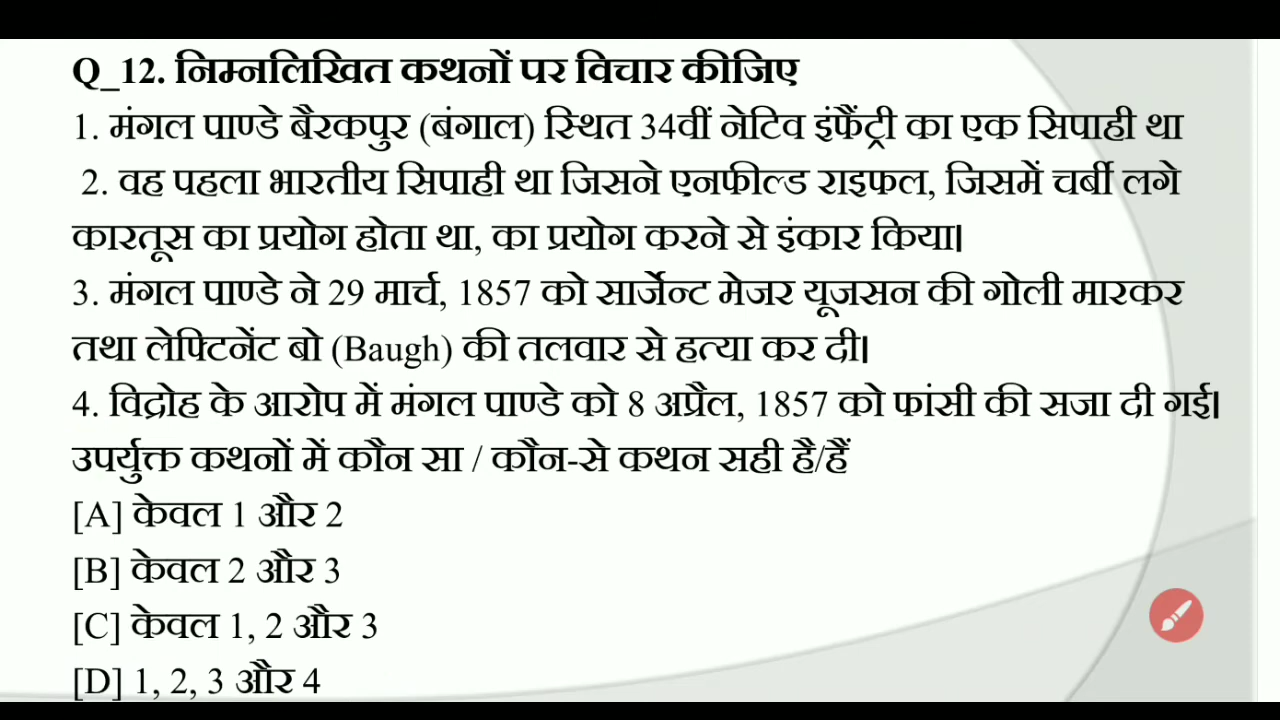 Q_12. निम्नलिखित कथनों पर विचार कीजिए
1. मंगल पाण्डे बैरकपुर (बंगाल) स्थित 34वीं नेटिव इंफैंट्री का एक सिपाही था
2. वह पहला भारतीय सिपाही था जिसने एनफील्ड राइफल, जिसमें चर्बी लगे
कारतूस का प्रयोग होता था, का प्रयोग करने से इंकार किया।
3. मंगल पाण्डे ने 29 मार्च, 1857 को सार्जेन्ट मेजर यूजसन की गोली मारकर
तथा लेफ्टिनेंट बो (Baugh) की तलवार से हत्या कर दी।
4. विद्रोह के आरोप में मंगल पाण्डे को 8 अप्रैल, 1857 को फांसी की सजा दी गई।
उपर्युक्त कथनों में कौन सा / कौन-से कथन सही है/हैं
[A] केवल 1 और 2
[B] केवल 2 और 3
[C] केवल 1, 2 और 3
[D] 1, 2, 3 और 4